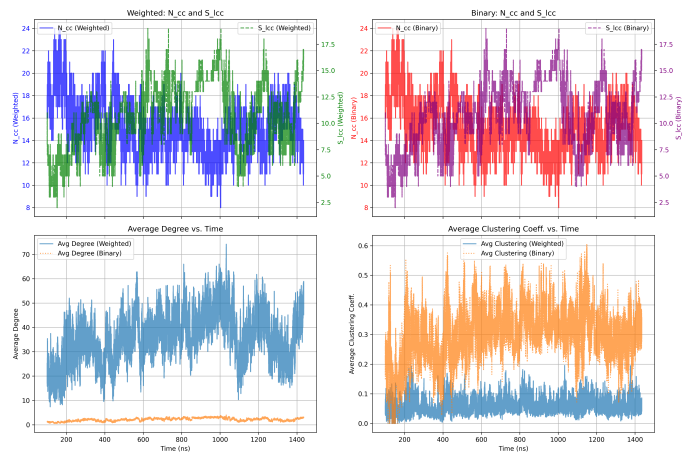 Weighted: N_cc and S_lcc
N_cc (Weighted)
S_lcc (Weighted)
24
22
20
18
16
14
12
10
8
N_cc (Weighted)
17.5
15.0
12.5
10.0
7.5
5.0
2.5
S_lcc (Weighted)
Binary: N_cc and S_lcc
N_cc (Binary)
S_lcc (Binary)
24
22
20
18
16
14
12
10
8
N_cc (Binary)
17.5
15.0
12.5
10.0
7.5
5.0
2.5
S_lcc (Binary)
Average Degree vs. Time
Avg Degree (Weighted)
Avg Degree (Binary)
70
60
50
40
30
20
10
0
Average Degree
200 400 600 800 1000 1200 1400
Time (ns)
Average Clustering Coeff. vs. Time
Avg Clustering (Weighted)
Avg Clustering (Binary)
0.6
0.5
0.4
0.3
0.2
0.1
0.0
Average Clustering Coeff.
200 400 600 800 1000 1200 1400
Time (ns)